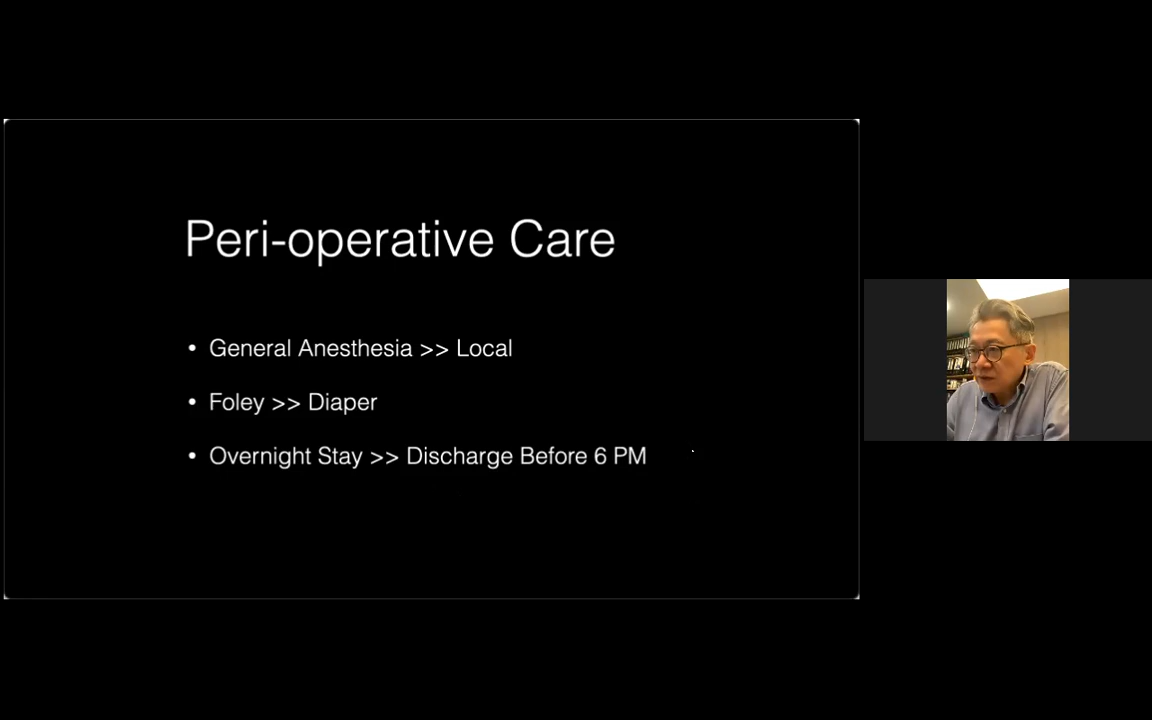 Peri-operative Care
• General Anesthesia >> Local
• Foley >> Diaper
• Overnight Stay >> Discharge Before 6 PM